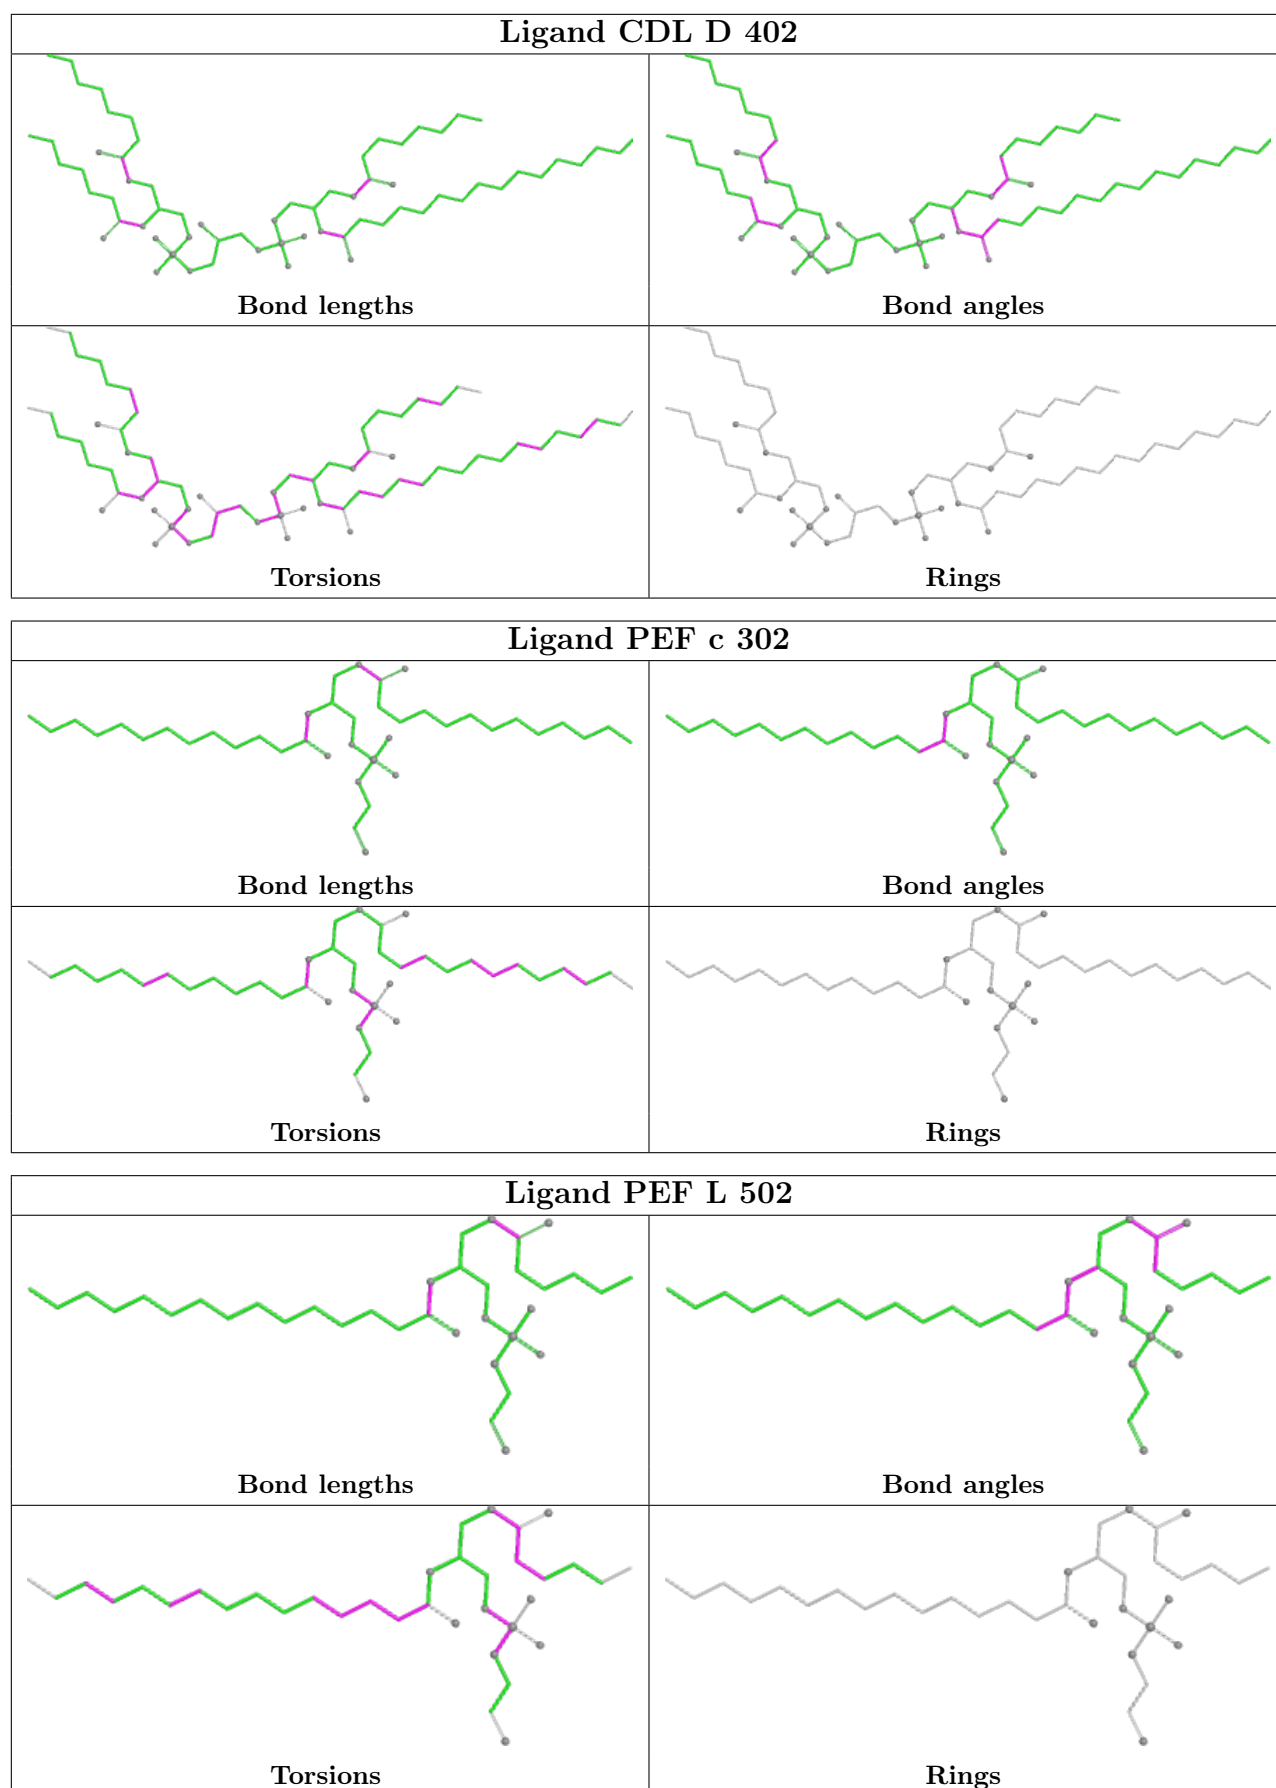 Ligand CDL D 402
Bond lengths
Bond angles
Torsions
Rings
Ligand PEF c 302
Bond lengths
Bond angles
Torsions
Rings
Ligand PEF L 502
Bond lengths
Bond angles
Torsions
Rings